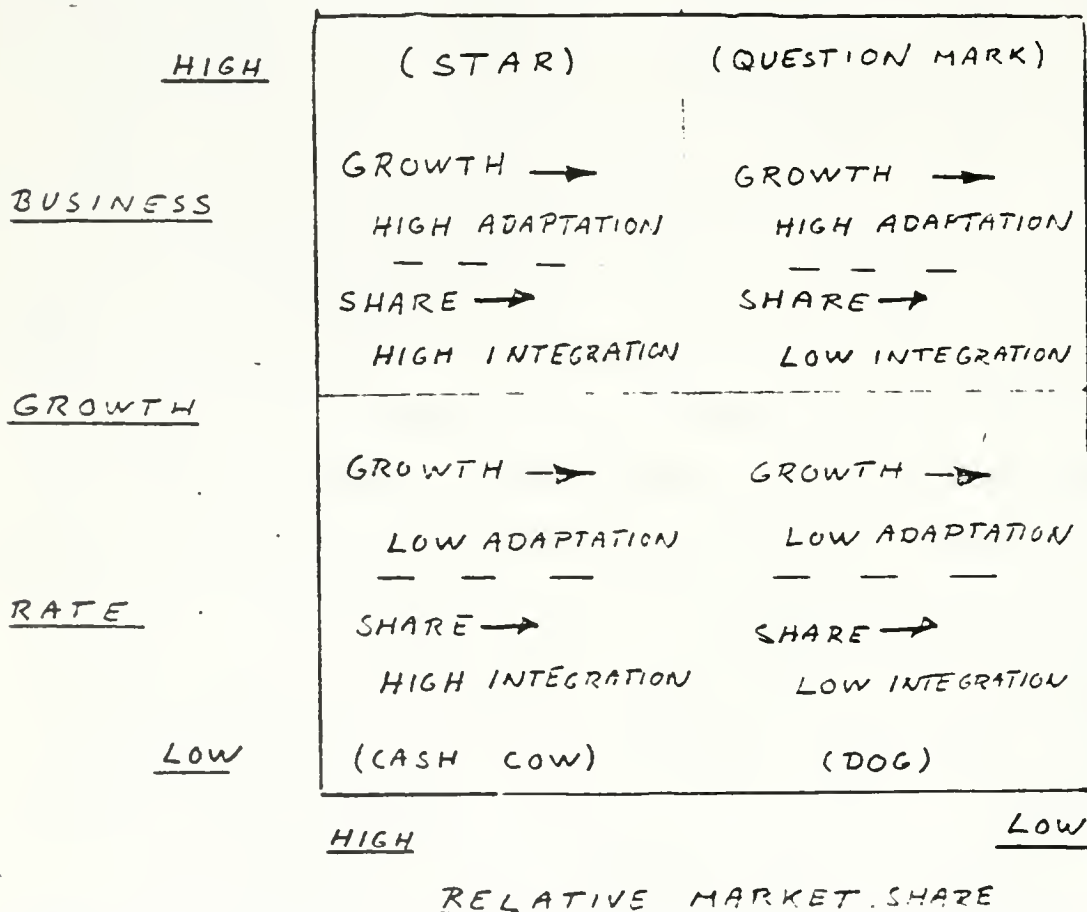 HIGH
(STAR) (QUESTION MARK)
BUSINESS
GROWTH → GROWTH →
HIGH ADAPTATION HIGH ADAPTATION
SHARE → SHARE →
HIGH INTEGRATION LOW INTEGRATION
GROWTH
GROWTH → GROWTH →
LOW ADAPTATION LOW ADAPTATION
RATE
SHARE → SHARE →
HIGH INTEGRATION LOW INTEGRATION
LOW
(CASH COW) (DOG)
HIGH LOW
RELATIVE MARKET SHARE